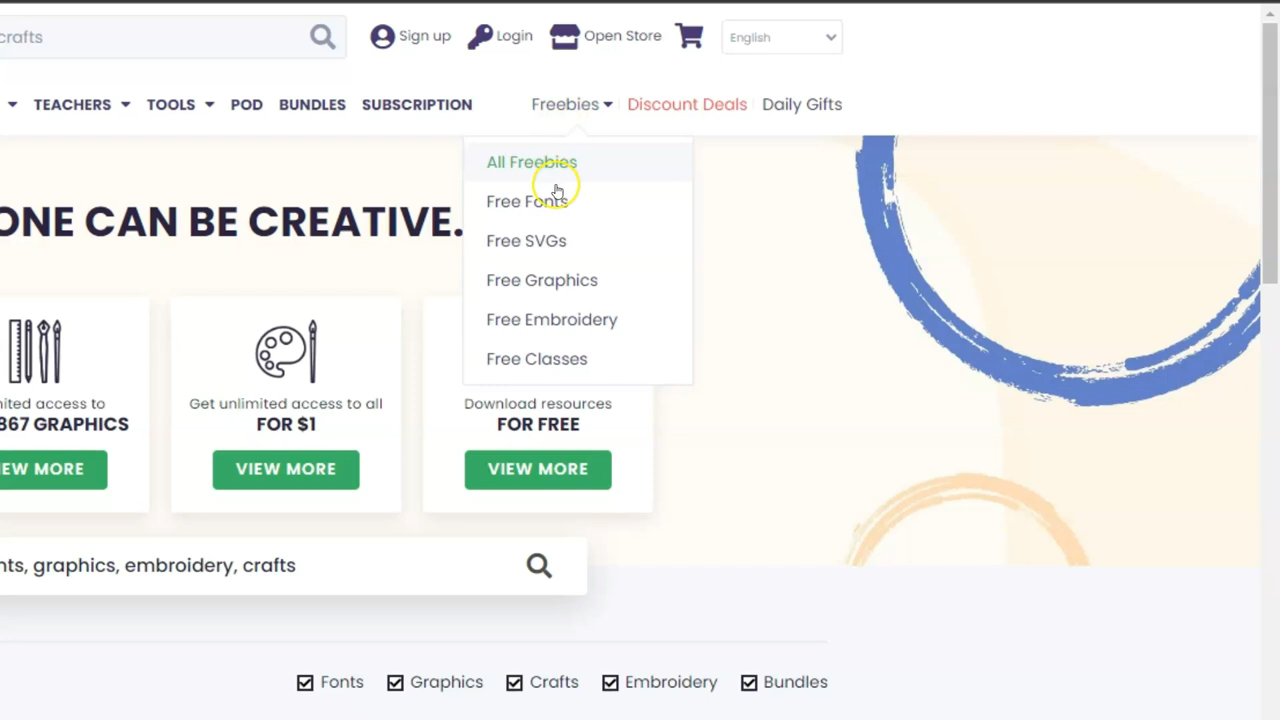 crafts
Sign up
Login
Open Store
English
TEACHERS
TOOLS
POD
BUNDLES
SUBSCRIPTION
Freebies
Discount Deals
Daily Gifts
All Freebies
Free Fonts
Free SVGs
Free Graphics
Free Embroidery
Free Classes
ONE CAN BE CREATIVE.
access to
867 GRAPHICS
VIEW MORE
Get unlimited access to all
FOR $1
VIEW MORE
Download resources
FOR FREE
VIEW MORE
nts, graphics, embroidery, crafts
Fonts
Graphics
Crafts
Embroidery
Bundles